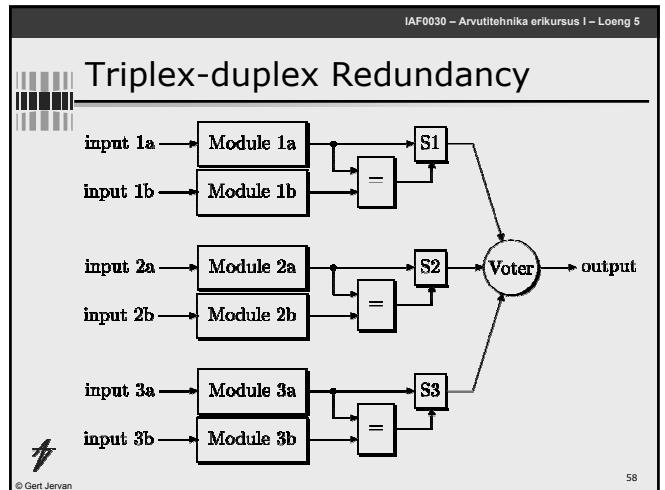 IAF0030 – Arvutitehnika erikursus I – Loeng 5
Triplex-duplex Redundancy
input 1a
Module 1a
S1
input 1b
Module 1b
=
input 2a
Module 2a
S2
Voter
output
input 2b
Module 2b
=
input 3a
Module 3a
S3
input 3b
Module 3b
=
© Gert Jervan
58